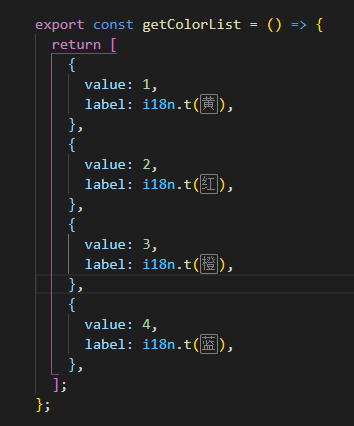 export const getColorList = () => {
  return [
    {
      value: 1,
      label: i18n.t(黄),
    },
    {
      value: 2,
      label: i18n.t(红),
    },
    {
      value: 3,
      label: i18n.t(橙),
    },
    {
      value: 4,
      label: i18n.t(蓝),
    },
  ];
};